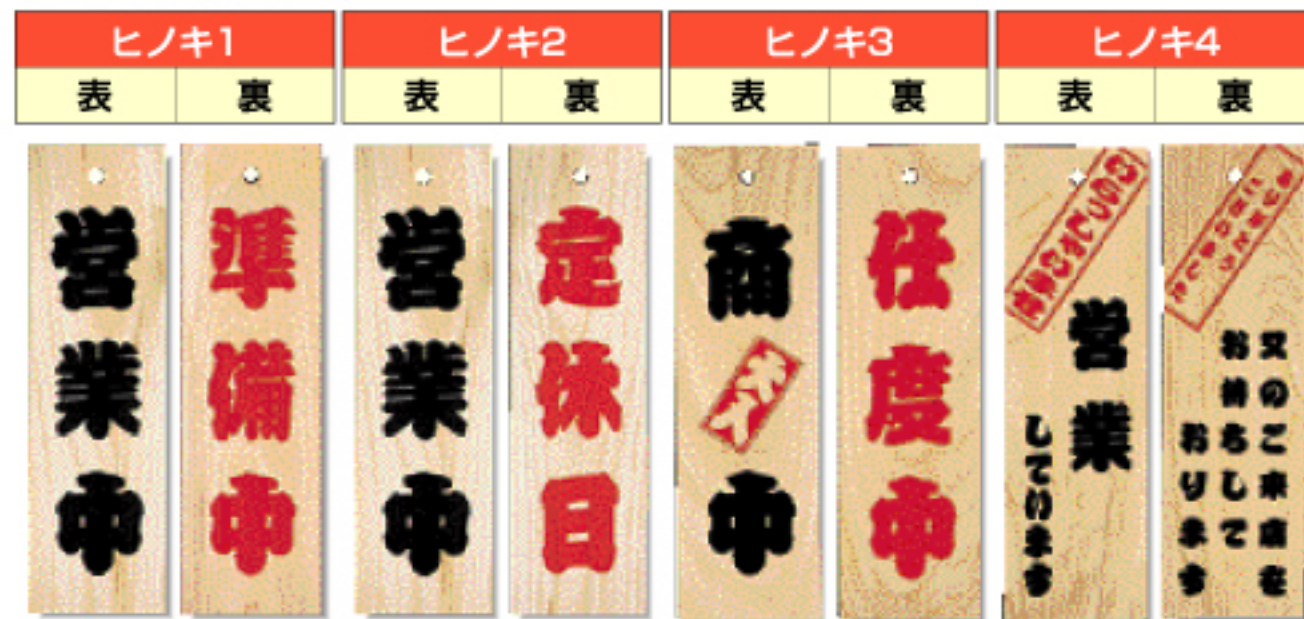 ヒノキ1
表
裏
ヒノキ2
表
裏
ヒノキ3
表
裏
ヒノキ4
表
裏
営業中
準備中
営業中
定休日
商
中
仕度中
営業
しております
又のご来店を
お待ちして
おります